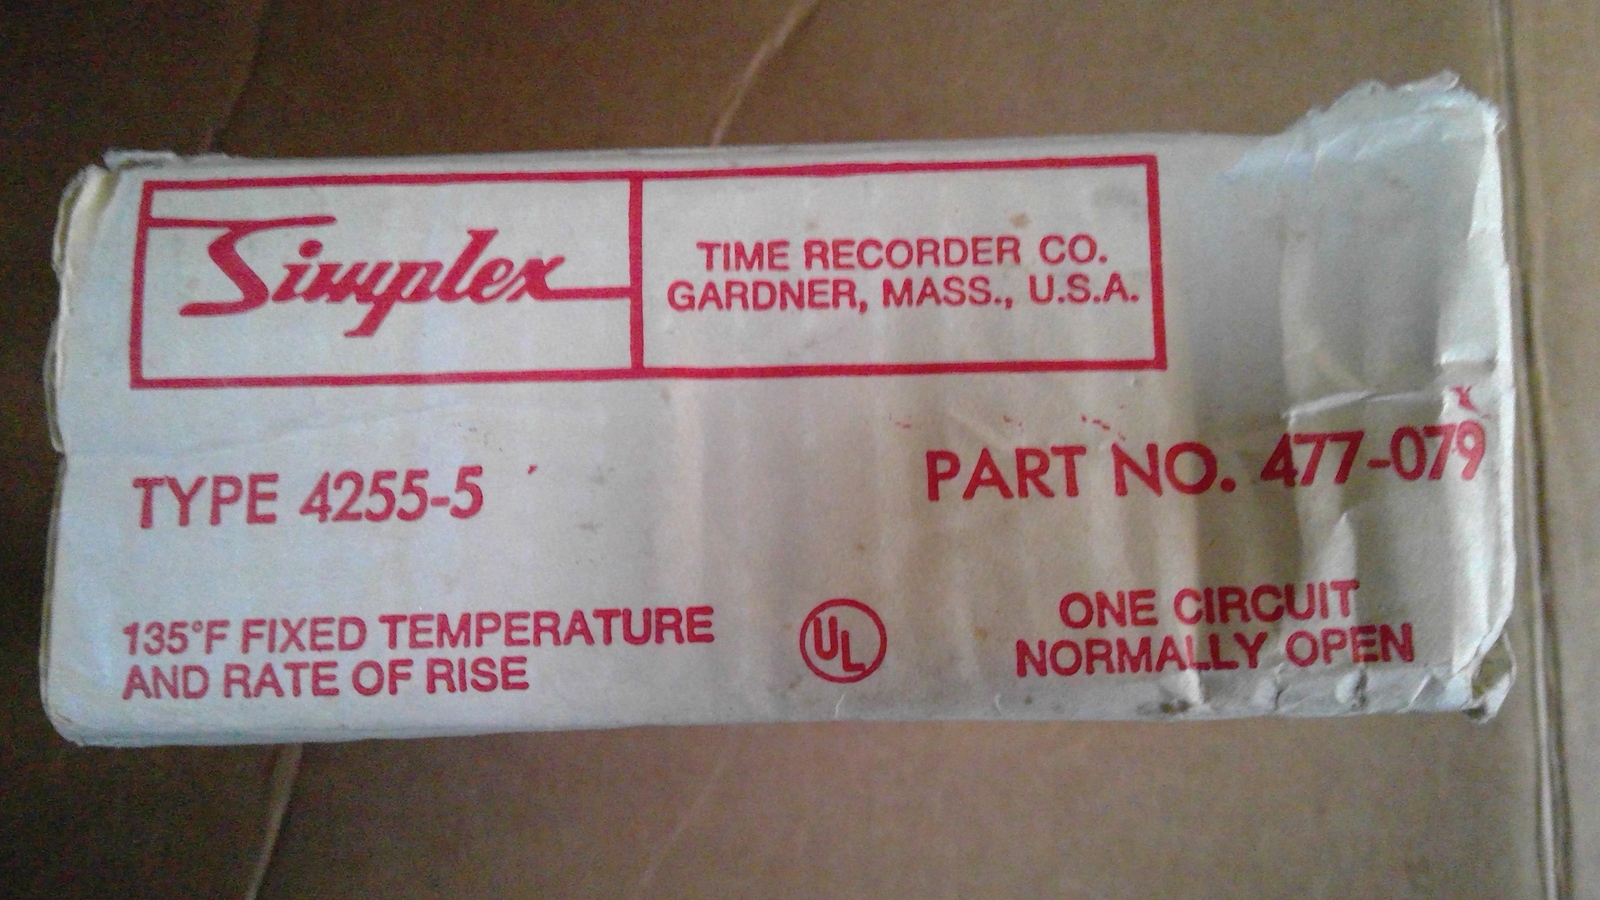 Simplex
TIME RECORDER CO.
GARDNER, MASS., U.S.A.
TYPE 4255-5
PART NO. 477-079
135°F FIXED TEMPERATURE
AND RATE OF RISE
UL
ONE CIRCUIT
NORMALLY OPEN